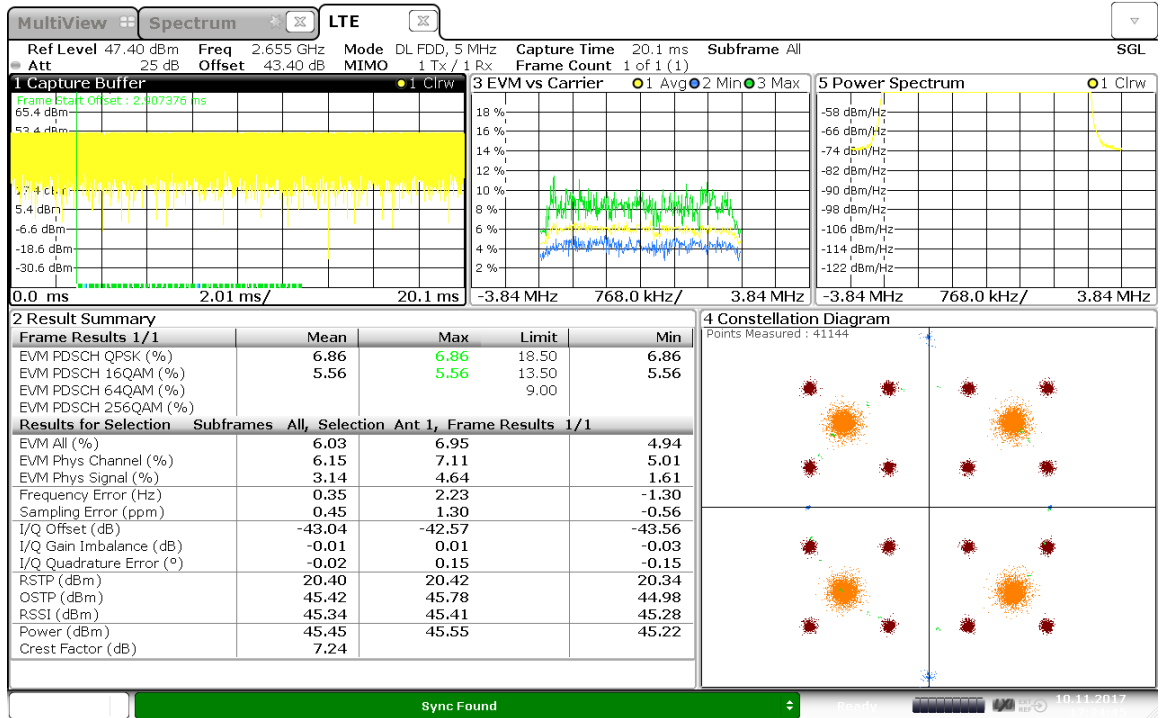 MultiView Spectrum LTE
Ref Level 47.40 dBm Freq 2.655 GHz Mode DL FDD, 5 MHz Capture Time 20.1 ms Subframe All SGL
Att 25 dB Offset 43.40 dB MIMO 1 Tx / 1 Rx Frame Count 1 of 1 (1)
1 Capture Buffer 1 Clrw
Frame Start Offset : 2.907376 ms
65.4 dBm
53.4 dBm
5.4 dBm
-6.6 dBm
-18.6 dBm
-30.6 dBm
0.0 ms 2.01 ms/ 20.1 ms
3 EVM vs Carrier 1 Avg 2 Min 3 Max
18 %
16 %
14 %
12 %
10 %
8 %
6 %
4 %
2 %
-3.84 MHz 768.0 kHz/ 3.84 MHz
5 Power Spectrum 1 Clrw
-58 dBm/Hz
-66 dBm/Hz
-74 dBm/Hz
-82 dBm/Hz
-90 dBm/Hz
-98 dBm/Hz
-106 dBm/Hz
-114 dBm/Hz
-122 dBm/Hz
-3.84 MHz 768.0 kHz/ 3.84 MHz
2 Result Summary
Frame Results 1/1 Mean Max Limit Min
EVM PDSCH QPSK (%) 6.86 6.86 18.50 6.86
EVM PDSCH 16QAM (%) 5.56 5.56 13.50 5.56
EVM PDSCH 64QAM (%) 9.00
EVM PDSCH 256QAM (%)
Results for Selection Subframes All, Selection Ant 1, Frame Results 1/1
EVM All (%) 6.03 6.95 4.94
EVM Phys Channel (%) 6.15 7.11 5.01
EVM Phys Signal (%) 3.14 4.64 1.61
Frequency Error (Hz) 0.35 2.23 -1.30
Sampling Error (ppm) 0.45 1.30 -0.56
I/Q Offset (dB) -43.04 -42.57 -43.56
I/Q Gain Imbalance (dB) -0.01 0.01 -0.03
I/Q Quadrature Error (º) -0.02 0.15 -0.15
RSTP (dBm) 20.40 20.42 20.34
OSTP (dBm) 45.42 45.78 44.98
RSSI (dBm) 45.34 45.41 45.28
Power (dBm) 45.45 45.55 45.22
Crest Factor (dB) 7.24
4 Constellation Diagram
Points Measured : 41144
Sync Found Ready LXI 10.11.2017